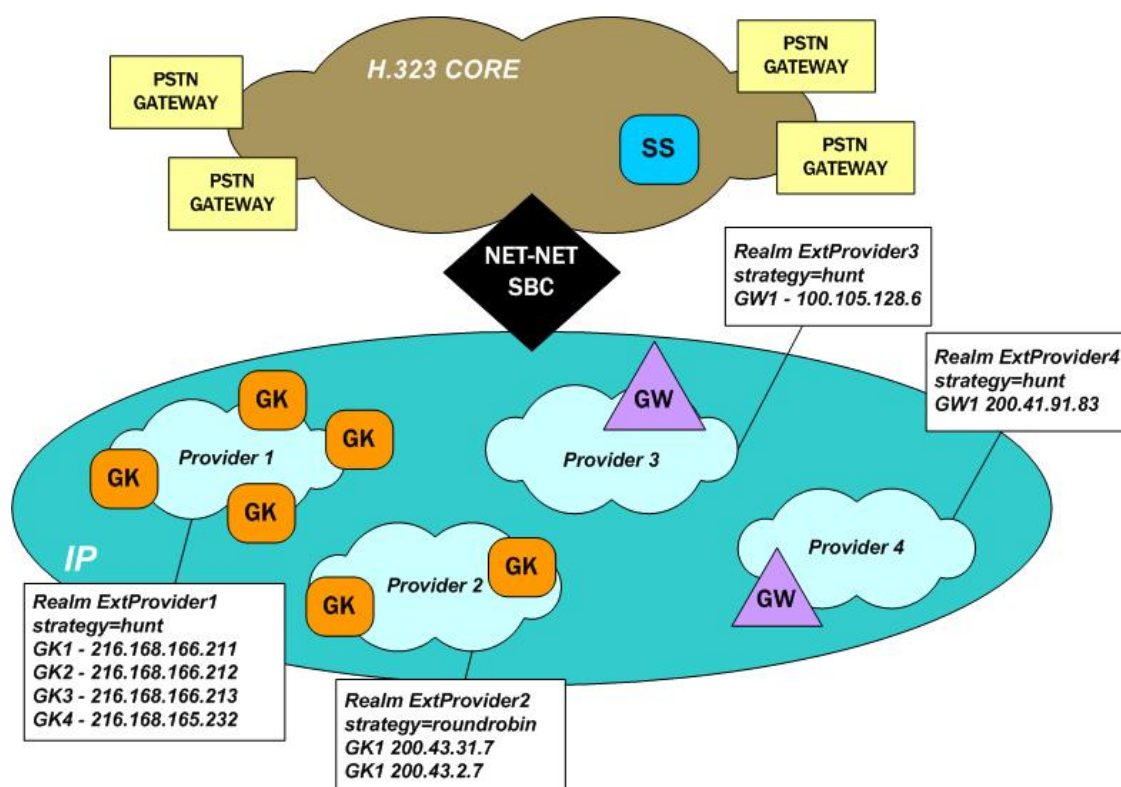 H.323 CORE
PSTN
GATEWAY
PSTN
GATEWAY
PSTN
GATEWAY
PSTN
GATEWAY
SS
NET-NET
SBC
Realm ExtProvider3
strategy=hunt
GW1 - 100.105.128.6
Realm ExtProvider4
strategy=hunt
GW1 200.41.91.83
GK
GK
GK
GK
Provider 1
GW
Provider 3
IP
Provider 2
GK
GK
Provider 4
GW
Realm ExtProvider1
strategy=hunt
GK1 - 216.168.166.211
GK2 - 216.168.166.212
GK3 - 216.168.166.213
GK4 - 216.168.165.232
Realm ExtProvider2
strategy=roundrobin
GK1 200.43.31.7
GK1 200.43.2.7